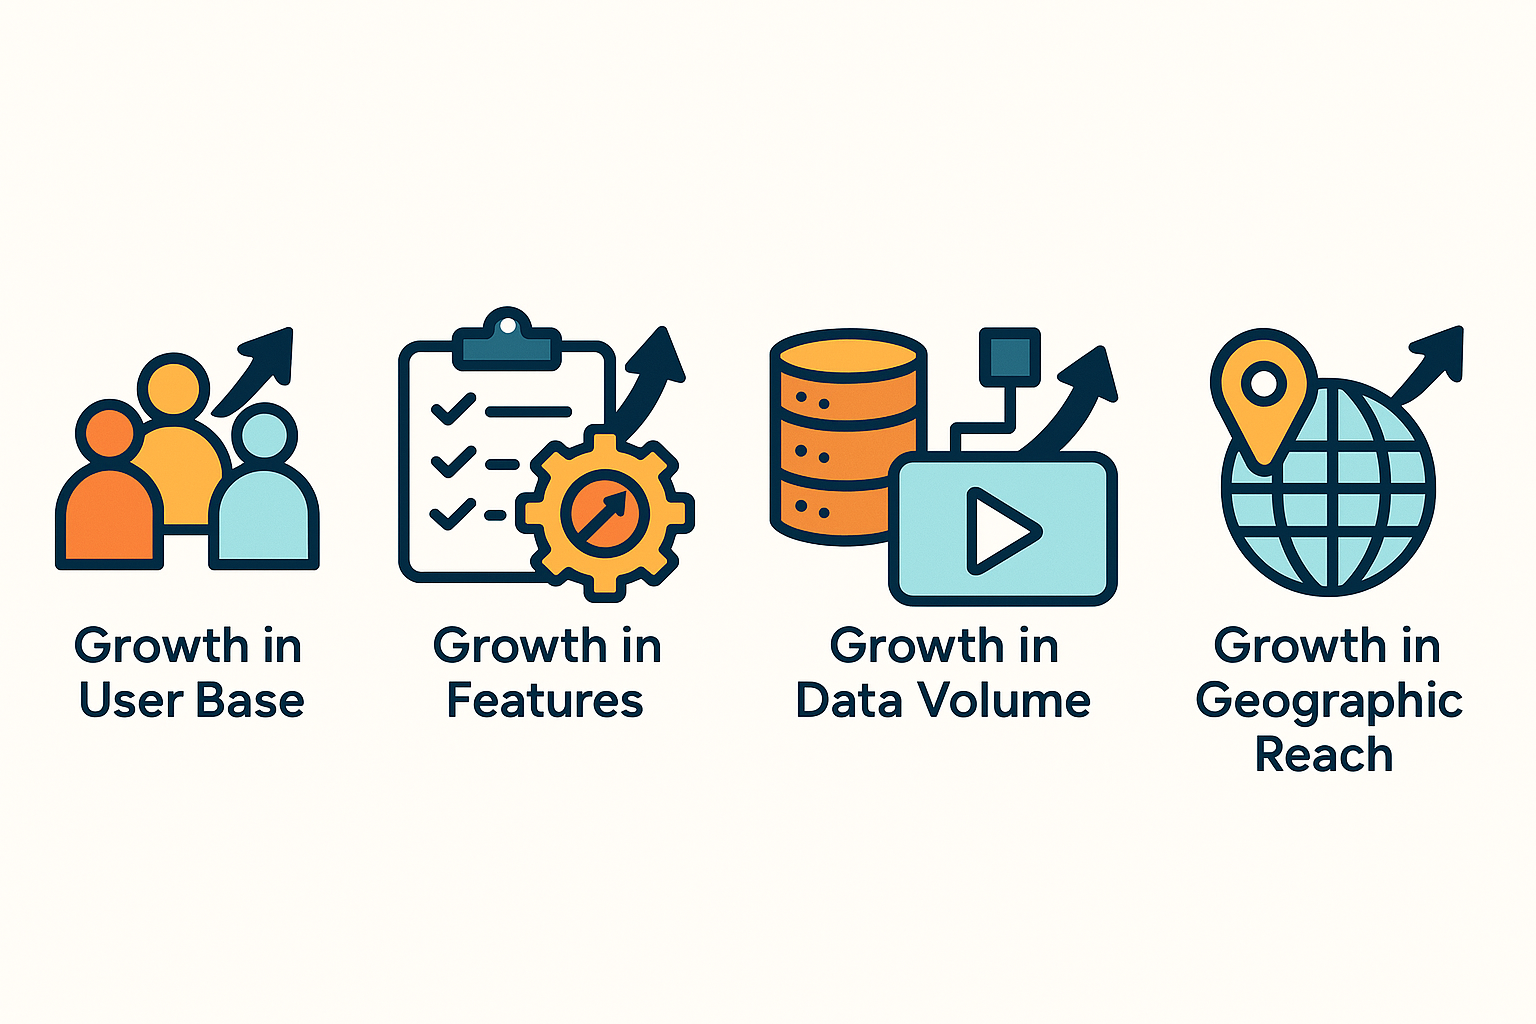 Growth in
User Base
Growth in
Features
Growth in
Data Volume
Growth in
Geographic
Reach